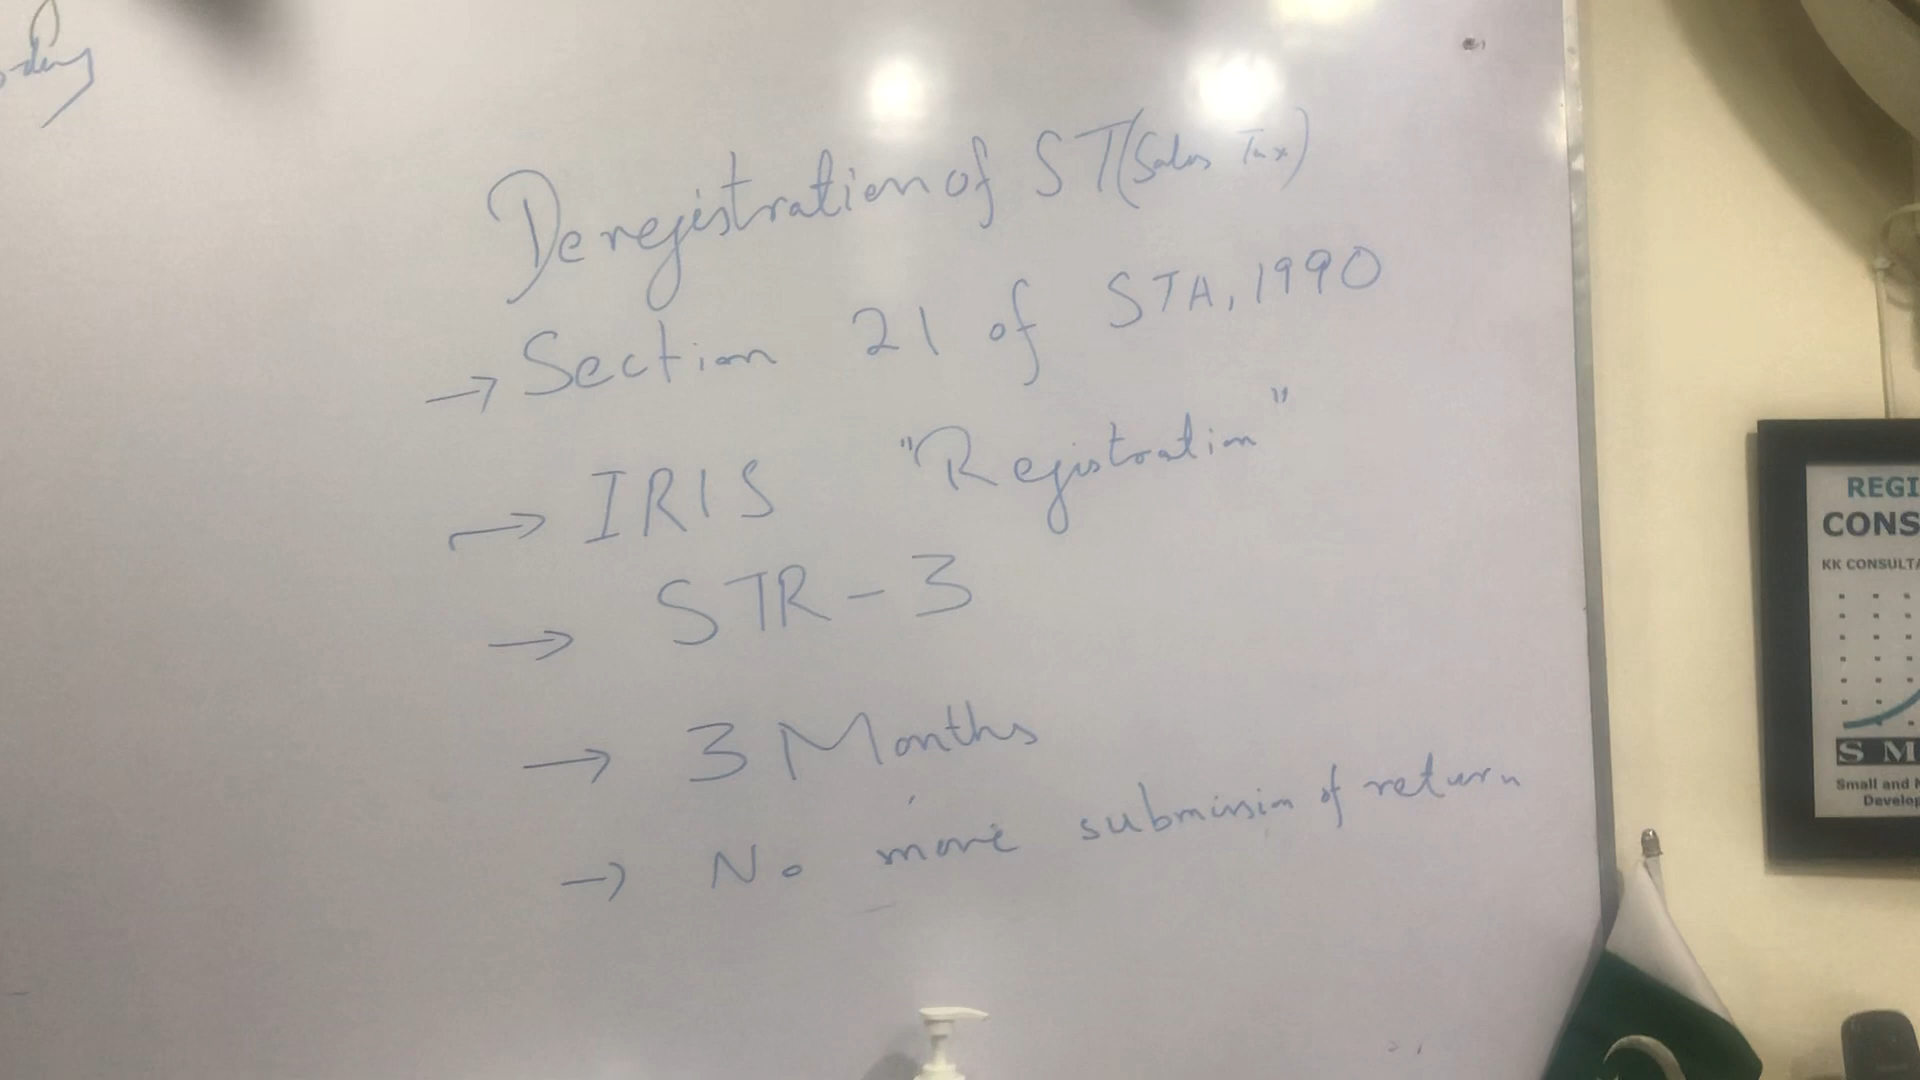 Deregistration of ST (Sales Tax)
→ Section 21 of STA, 1990
→ IRIS "Registration"
→ STR-3
→ 3 Months
→ No more submission of return
REGI
CONS
KK CONSULTA
S M
Small and M
Develop